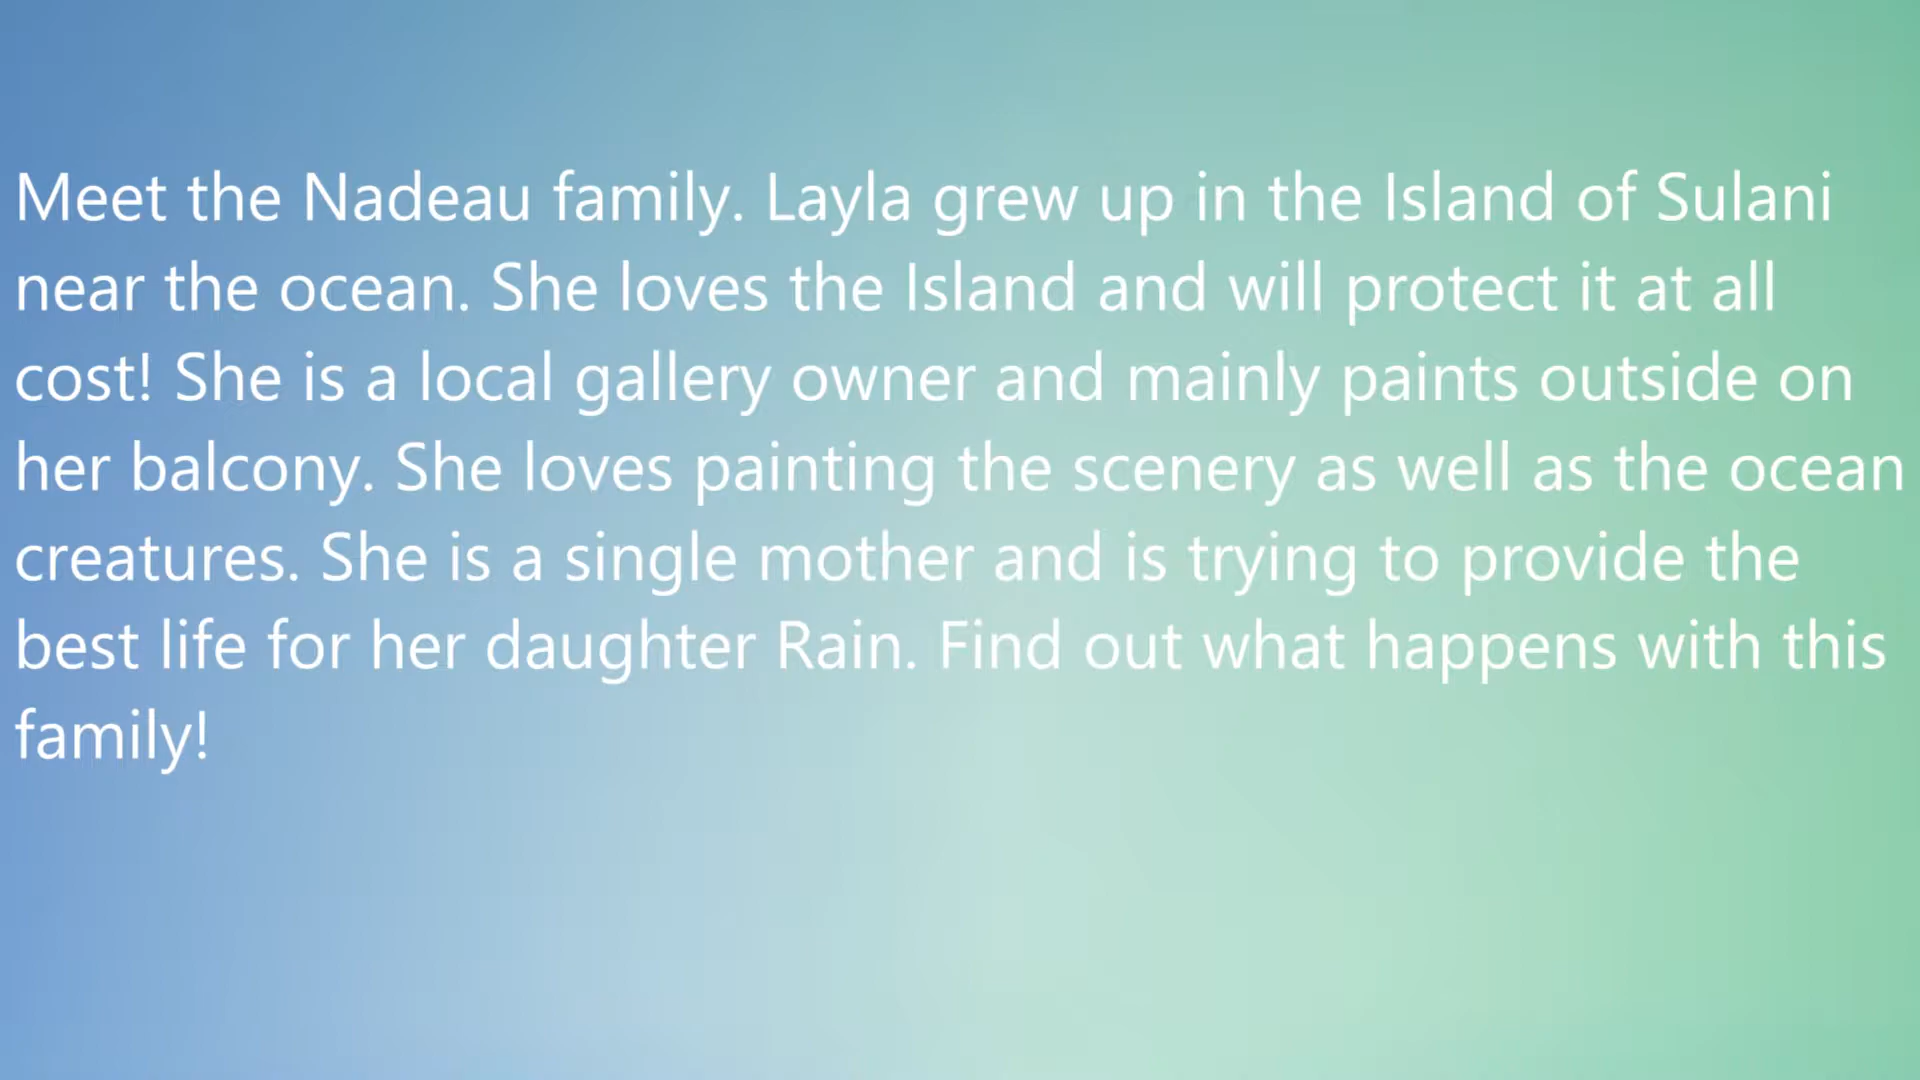 Meet the Nadeau family. Layla grew up in the Island of Sulani
near the ocean. She loves the Island and will protect it at all
cost! She is a local gallery owner and mainly paints outside on
her balcony. She loves painting the scenery as well as the ocean
creatures. She is a single mother and is trying to provide the
best life for her daughter Rain. Find out what happens with this
family!